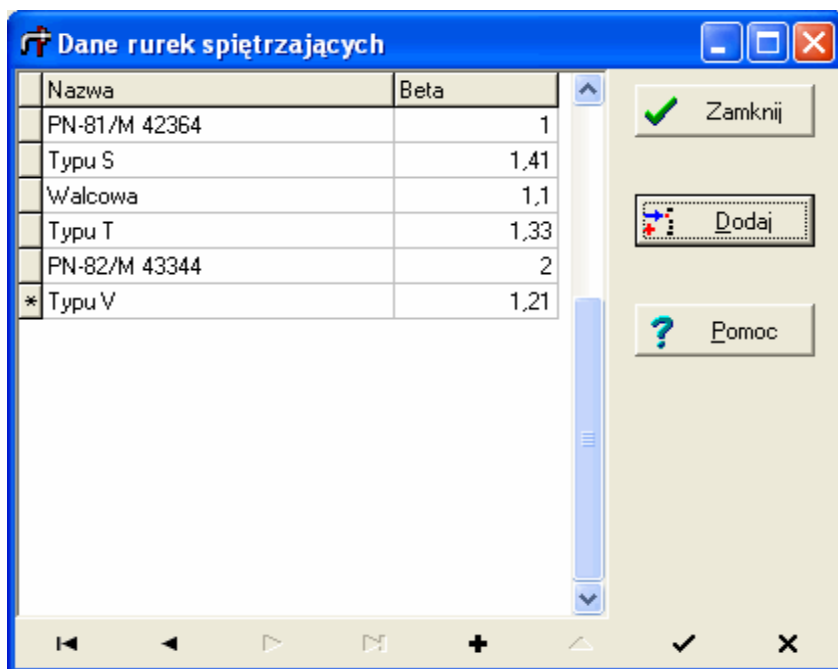 Dane rurek spiętrzających
Nazwa Beta
PN-81/M 42364 1
Typu S 1,41
Walcowa 1,1
Typu T 1,33
PN-82/M 43344 2
* Typu V 1,21
Zamknij
Dodaj
Pomoc